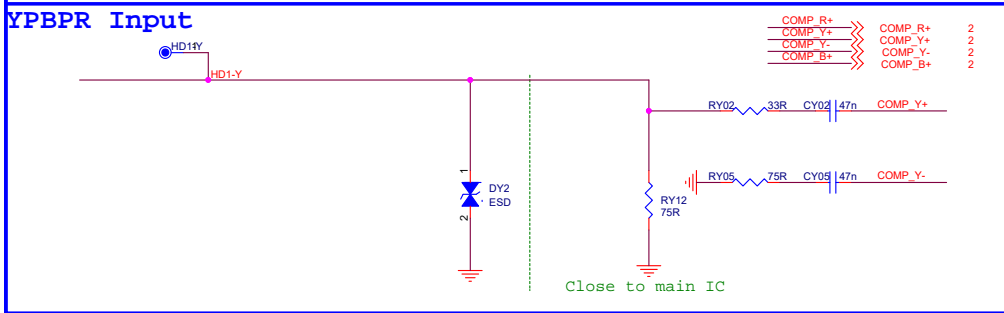 YPBPR Input
HD1-Y
HD1-Y
COMP_R+ COMP_R+ 2
COMP_Y+ COMP_Y+ 2
COMP_Y- COMP_Y- 2
COMP_B+ COMP_B+ 2
RY02 33R CY02 47n COMP_Y+
1
DY2
ESD
2
RY05 75R CY05 47n COMP_Y-
RY12
75R
Close to main IC